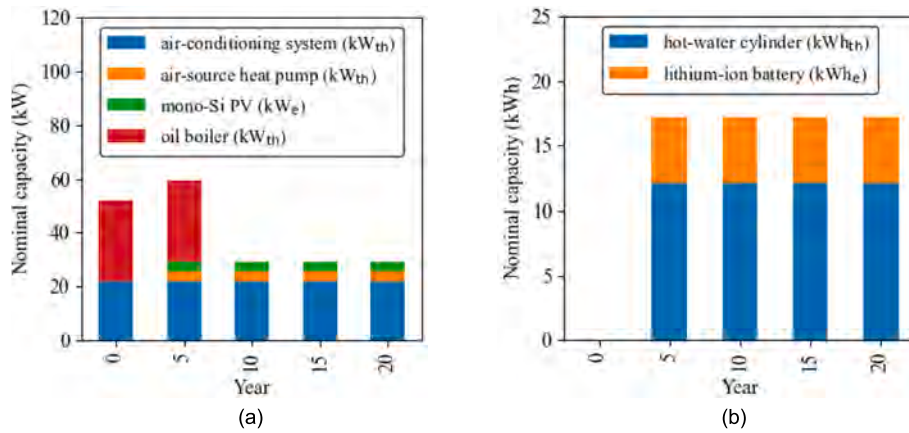 120
100
80
60
40
20
0
Nominal capacity (kW)
air-conditioning system (kWth)
air-source heat pump (kWth)
mono-Si PV (kWe)
oil boiler (kWth)
0
5
10
15
20
Year
(a)
25
20
15
10
5
0
Nominal capacity (kWh)
hot-water cylinder (kWhth)
lithium-ion battery (kWhe)
0
5
10
15
20
Year
(b)